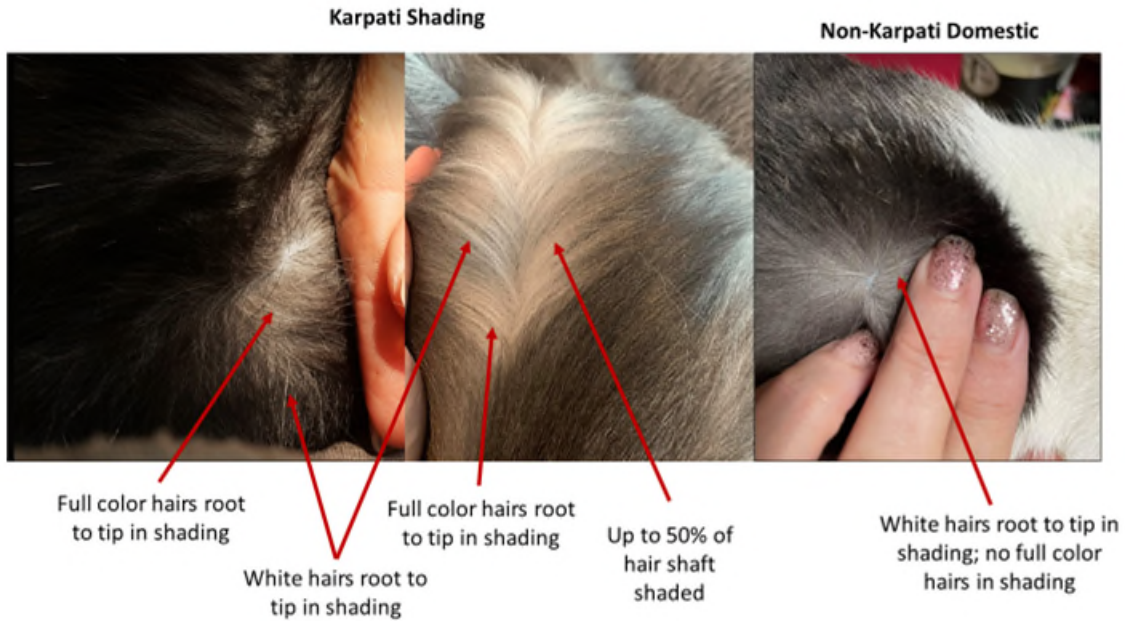 Karpati Shading
Non-Karpati Domestic
Full color hairs root
to tip in shading
White hairs root to
tip in shading
Full color hairs root
to tip in shading
Up to 50% of
hair shaft
shaded
White hairs root to tip in
shading; no full color
hairs in shading